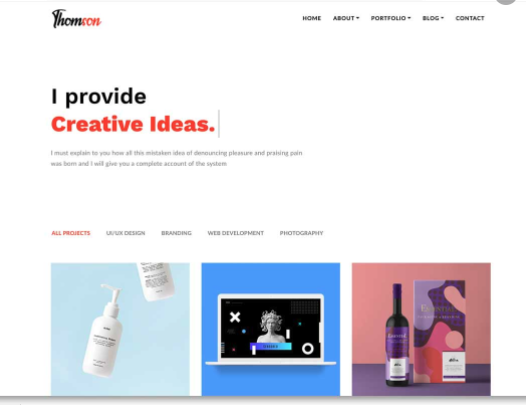 Thomson
HOME ABOUT PORTFOLIO BLOG CONTACT
I provide
Creative Ideas.
I must explain to you how all this mistaken idea of denouncing pleasure and praising pain
was born and I will give you a complete account of the system
ALL PROJECTS UI/UX DESIGN BRANDING WEB DEVELOPMENT PHOTOGRAPHY